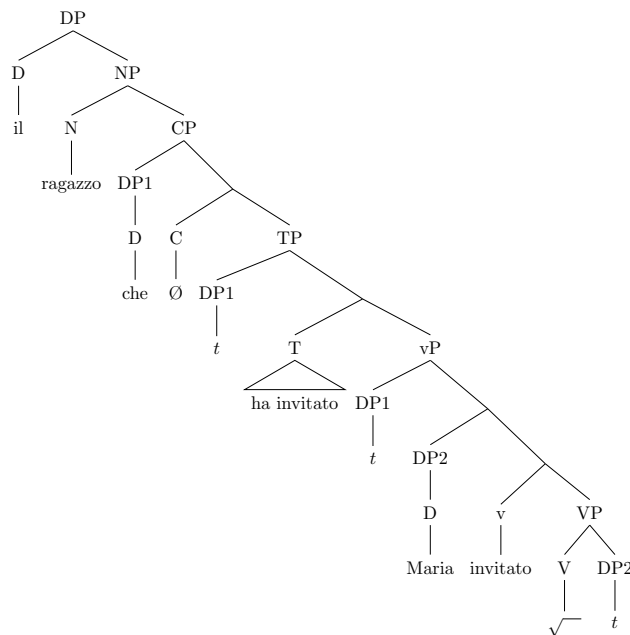 DP
D NP
il N CP
ragazzo DP1
D C TP
che Ø DP1
t T vP
ha invitato DP1
t DP2
D v VP
Maria invitato V DP2
√ t